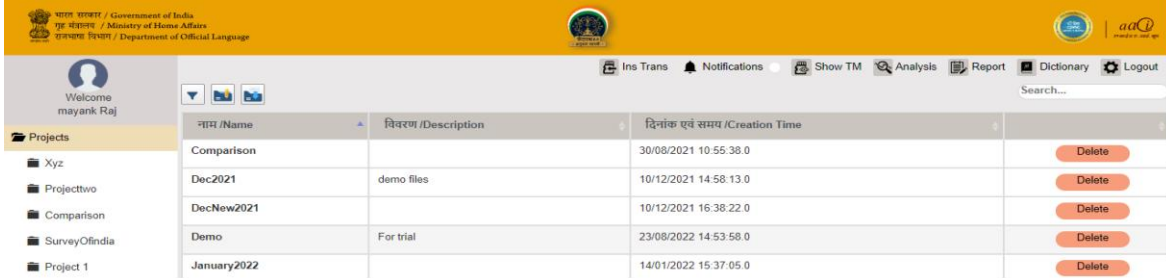 भारत सरकार / Government of India
गृह मंत्रालय / Ministry of Home Affairs
राजभाषा विभाग / Department of Official Language
Ins Trans Notifications Show TM Analysis Report Dictionary Logout
Welcome
mayank Raj
Search...
नाम /Name विवरण /Description दिनांक एवं समय /Creation Time
Projects
Xyz
Projecttwo
Comparison
SurveyOfindia
Project 1
Comparison 30/08/2021 10:55:38.0 Delete
Dec2021 demo files 10/12/2021 14:58:13.0 Delete
DecNew2021 10/12/2021 16:38:22.0 Delete
Demo For trial 23/08/2022 14:53:58.0 Delete
January2022 14/01/2022 15:37:05.0 Delete